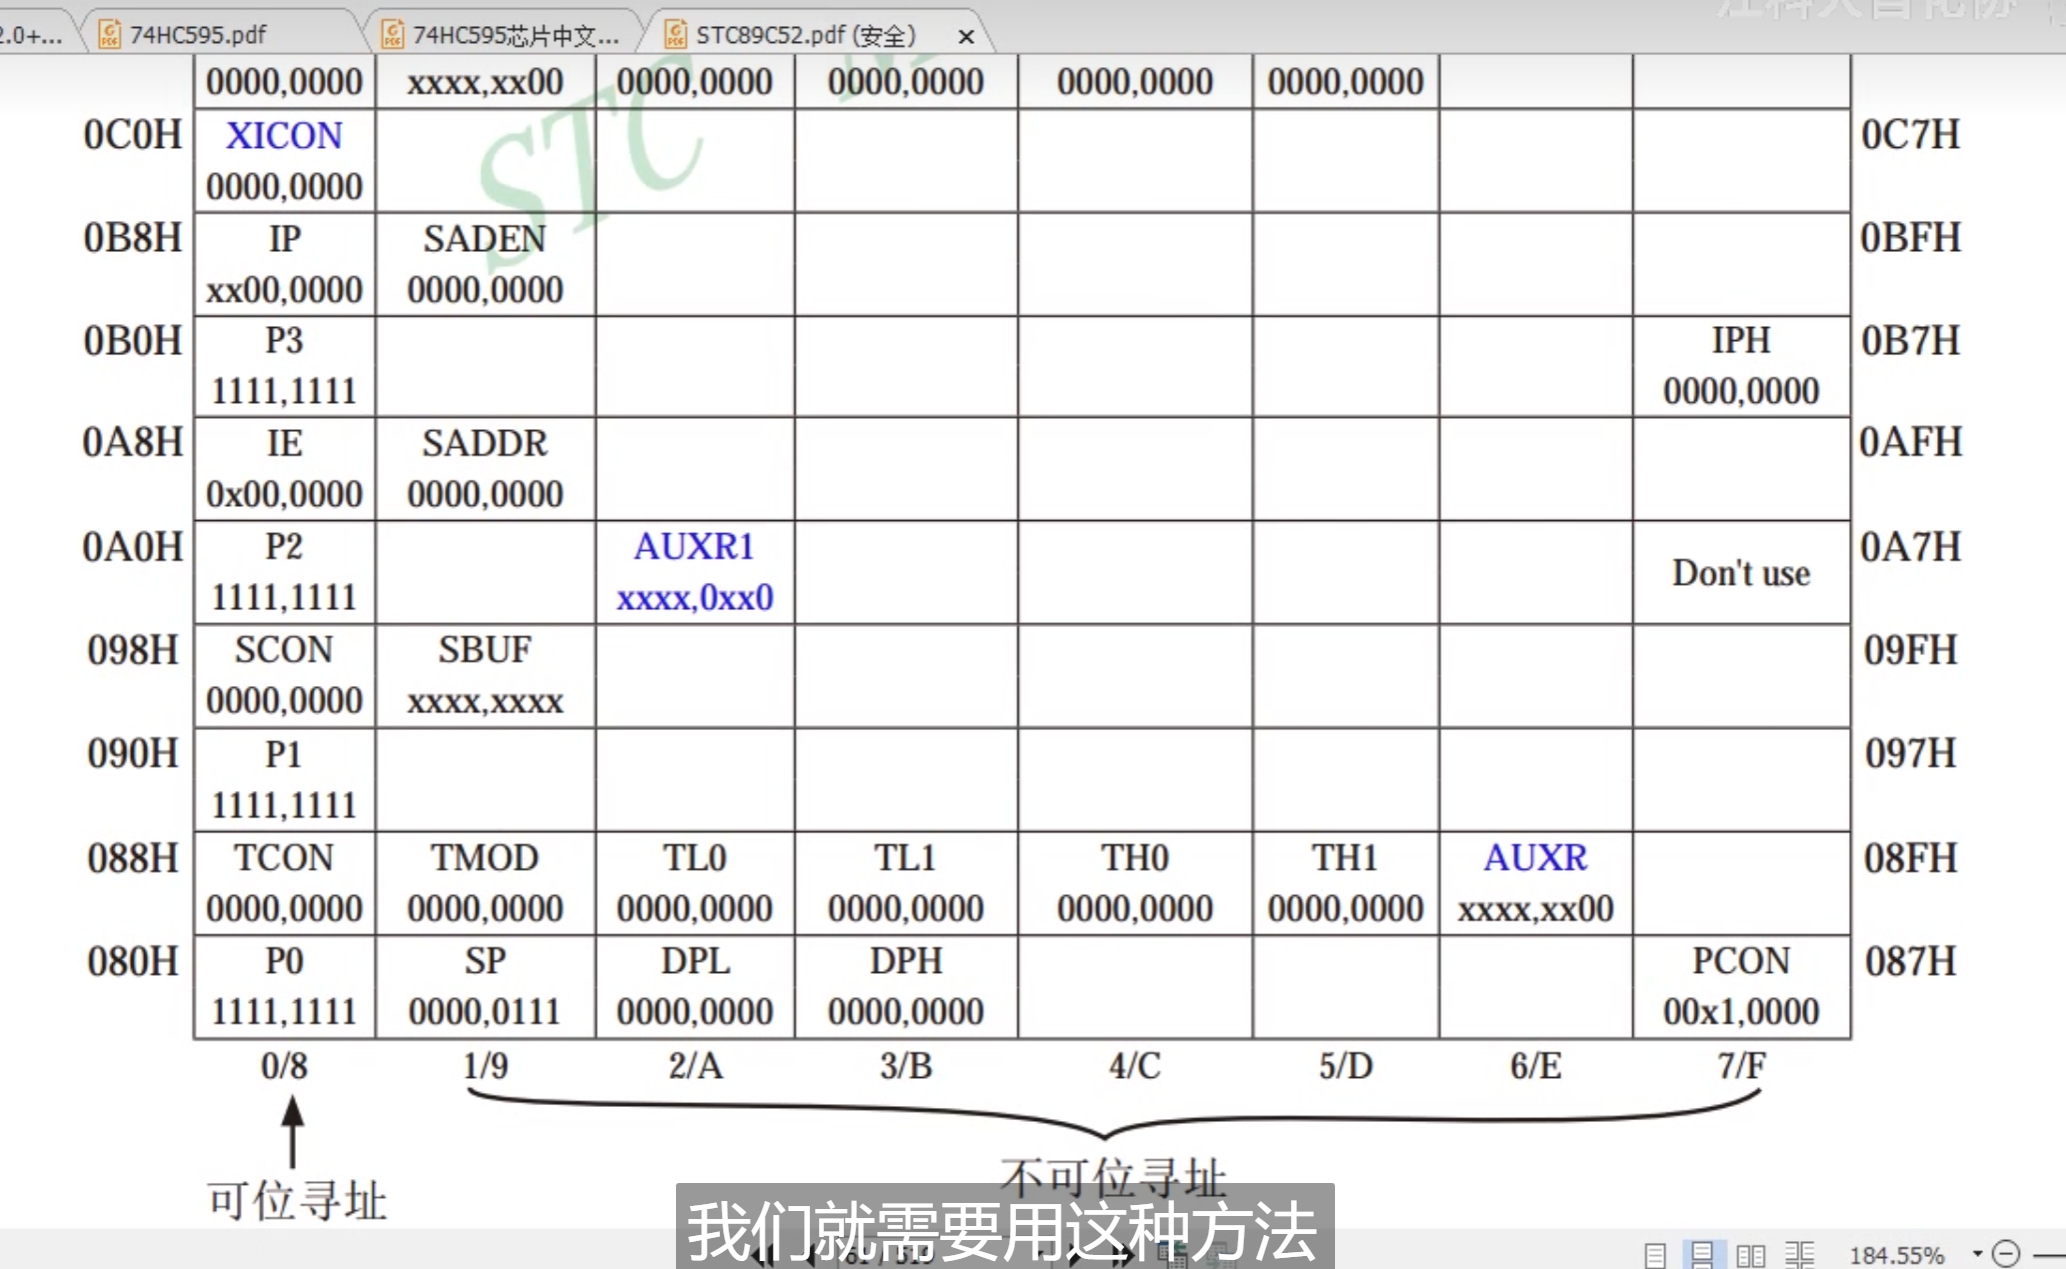 2.0+...
74HC595.pdf
74HC595芯片中文...
STC89C52.pdf (安全)
0000,0000 xxxx,xx00 0000,0000 0000,0000 0000,0000 0000,0000
0C0H XICON 0C7H
0000,0000
0B8H IP SADEN 0BFH
xx00,0000 0000,0000
0B0H P3 IPH 0B7H
1111,1111 0000,0000
0A8H IE SADDR 0AFH
0x00,0000 0000,0000
0A0H P2 AUXR1 Don't use 0A7H
1111,1111 xxxx,0xx0
098H SCON SBUF 09FH
0000,0000 xxxx,xxxx
090H P1 097H
1111,1111
088H TCON TMOD TL0 TL1 TH0 TH1 AUXR 08FH
0000,0000 0000,0000 0000,0000 0000,0000 0000,0000 0000,0000 xxxx,xx00
080H P0 SP DPL DPH PCON 087H
1111,1111 0000,0111 0000,0000 0000,0000 00x1,0000
0/8 1/9 2/A 3/B 4/C 5/D 6/E 7/F
可位寻址
不可位寻址
STC
我们就需要用这种方法
184.55%